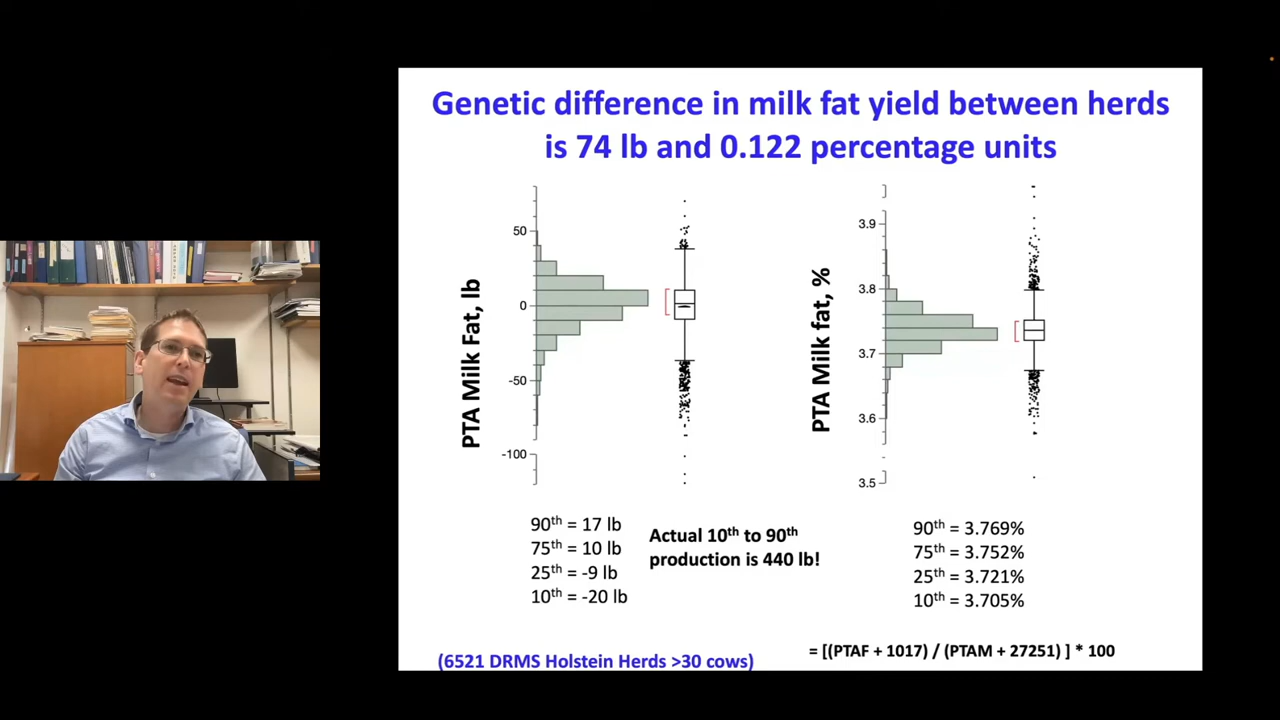 Genetic difference in milk fat yield between herds
is 74 lb and 0.122 percentage units
PTA Milk Fat, lb
50
0
-50
-100
PTA Milk fat, %
3.9
3.8
3.7
3.6
3.5
90th = 17 lb
75th = 10 lb
25th = -9 lb
10th = -20 lb
Actual 10th to 90th
production is 440 lb!
90th = 3.769%
75th = 3.752%
25th = 3.721%
10th = 3.705%
(6521 DRMS Holstein Herds >30 cows)
= [(PTAF + 1017) / (PTAM + 27251) ] * 100